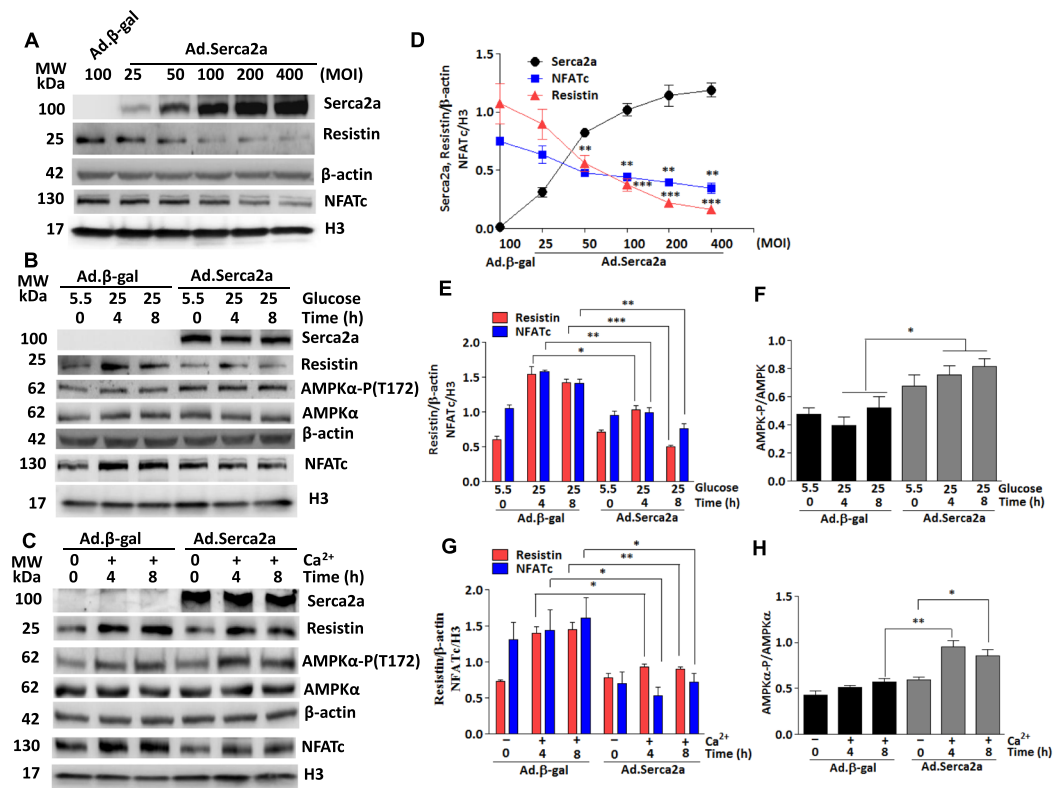 A
Ad.β-gal
Ad.Serca2a
MW
kDa
100 25 50 100 200 400 (MOI)
100 Serca2a
25 Resistin
42 β-actin
130 NFATc
17 H3
D
Serca2a
NFATc
Resistin
Serca2a, Resistin/β-actin
NFATc/H3
1.5
1.0
0.5
0.0
**
**
***
**
***
**
***
100 25 50 100 200 400 (MOI)
Ad.β-gal Ad.Serca2a
B
MW
kDa
Ad.β-gal Ad.Serca2a
5.5 25 25 5.5 25 25 Glucose
0 4 8 0 4 8 Time (h)
100 Serca2a
25 Resistin
62 AMPKα-P(T172)
62 AMPKα
42 β-actin
130 NFATc
17 H3
E
Resistin
NFATc
Resistin/β-actin
NFATc/H3
2.0
1.5
1.0
0.5
0.0
**
***
**
*
5.5 25 25 5.5 25 25 Glucose
0 4 8 0 4 8 Time (h)
Ad.β-gal Ad.Serca2a
F
AMPK-P/AMPK
1.0
0.8
0.6
0.4
0.2
0.0
*
5.5 25 25 5.5 25 25 Glucose
0 4 8 0 4 8 Time (h)
Ad.β-gal Ad.Serca2a
C
MW
kDa
Ad.β-gal Ad.Serca2a
0 + + 0 + + Ca²⁺
0 4 8 0 4 8 Time (h)
100 Serca2a
25 Resistin
62 AMPKα-P(T172)
62 AMPKα
42 β-actin
130 NFATc
17 H3
G
Resistin
NFATc
Resistin/β-actin
NFATc/H3
2.0
1.5
1.0
0.5
0.0
*
**
*
*
− + + − + + Ca²⁺
0 4 8 0 4 8 Time (h)
Ad.β-gal Ad.Serca2a
H
AMPKα-P/AMPKα
1.5
1.0
0.5
0.0
*
**
− + + − + + Ca²⁺
0 4 8 0 4 8 Time (h)
Ad.β-gal Ad.Serca2a